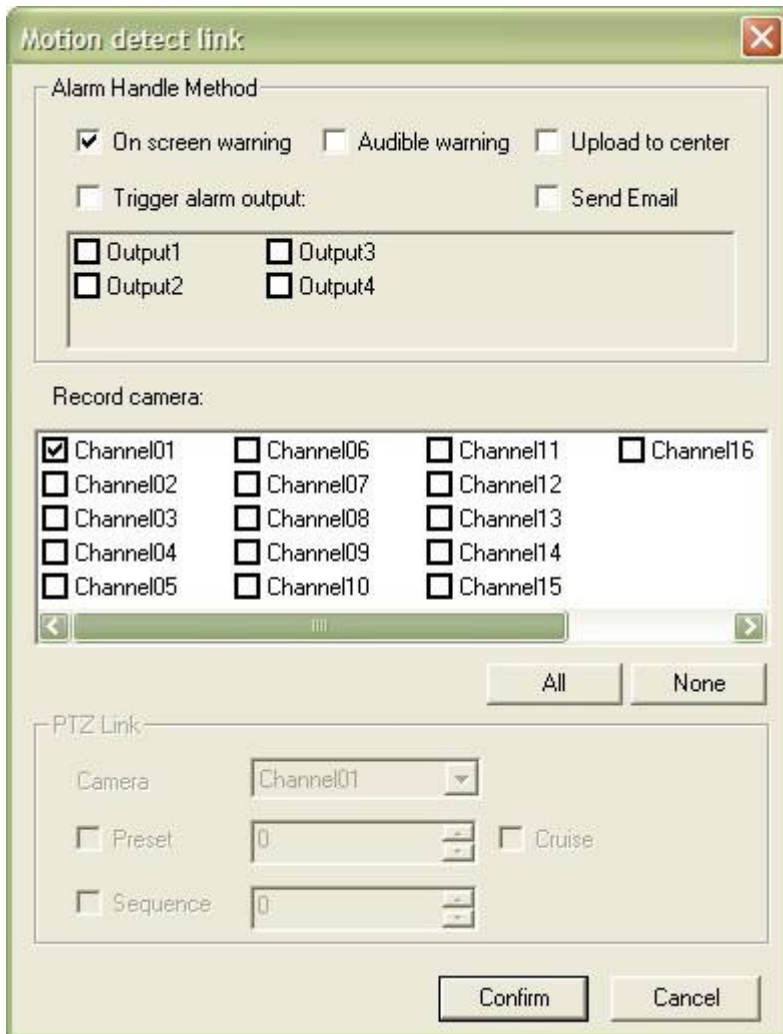 Motion detect link
Alarm Handle Method
On screen warning Audible warning Upload to center
Trigger alarm output: Send Email
Output1 Output3
Output2 Output4
Record camera:
Channel01 Channel06 Channel11 Channel16
Channel02 Channel07 Channel12
Channel03 Channel08 Channel13
Channel04 Channel09 Channel14
Channel05 Channel10 Channel15
All None
PTZ Link
Camera Channel01
Preset 0 Cruise
Sequence 0
Confirm Cancel